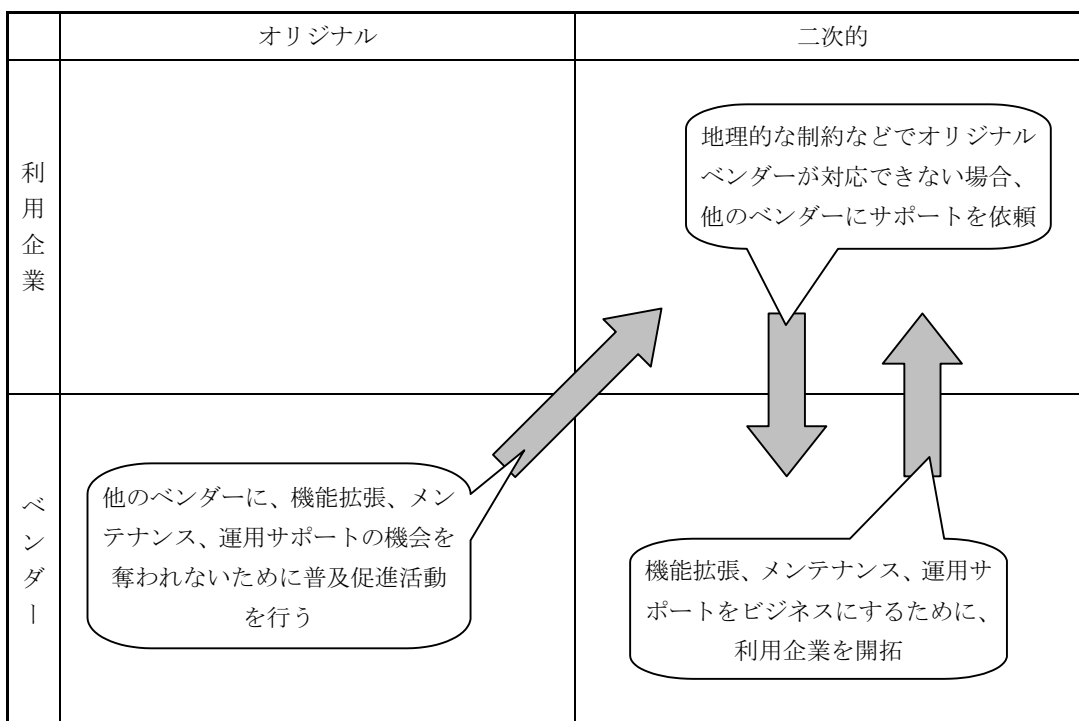 オリジナル
二次的
利用企業
地理的な制約などでオリジナル
ベンダーが対応できない場合、
他のベンダーにサポートを依頼
ベンダー
他のベンダーに、機能拡張、メン
テナンス、運用サポートの機会を
奪われないために普及促進活動
を行う
機能拡張、メンテナンス、運用サ
ポートをビジネスにするために、
利用企業を開拓